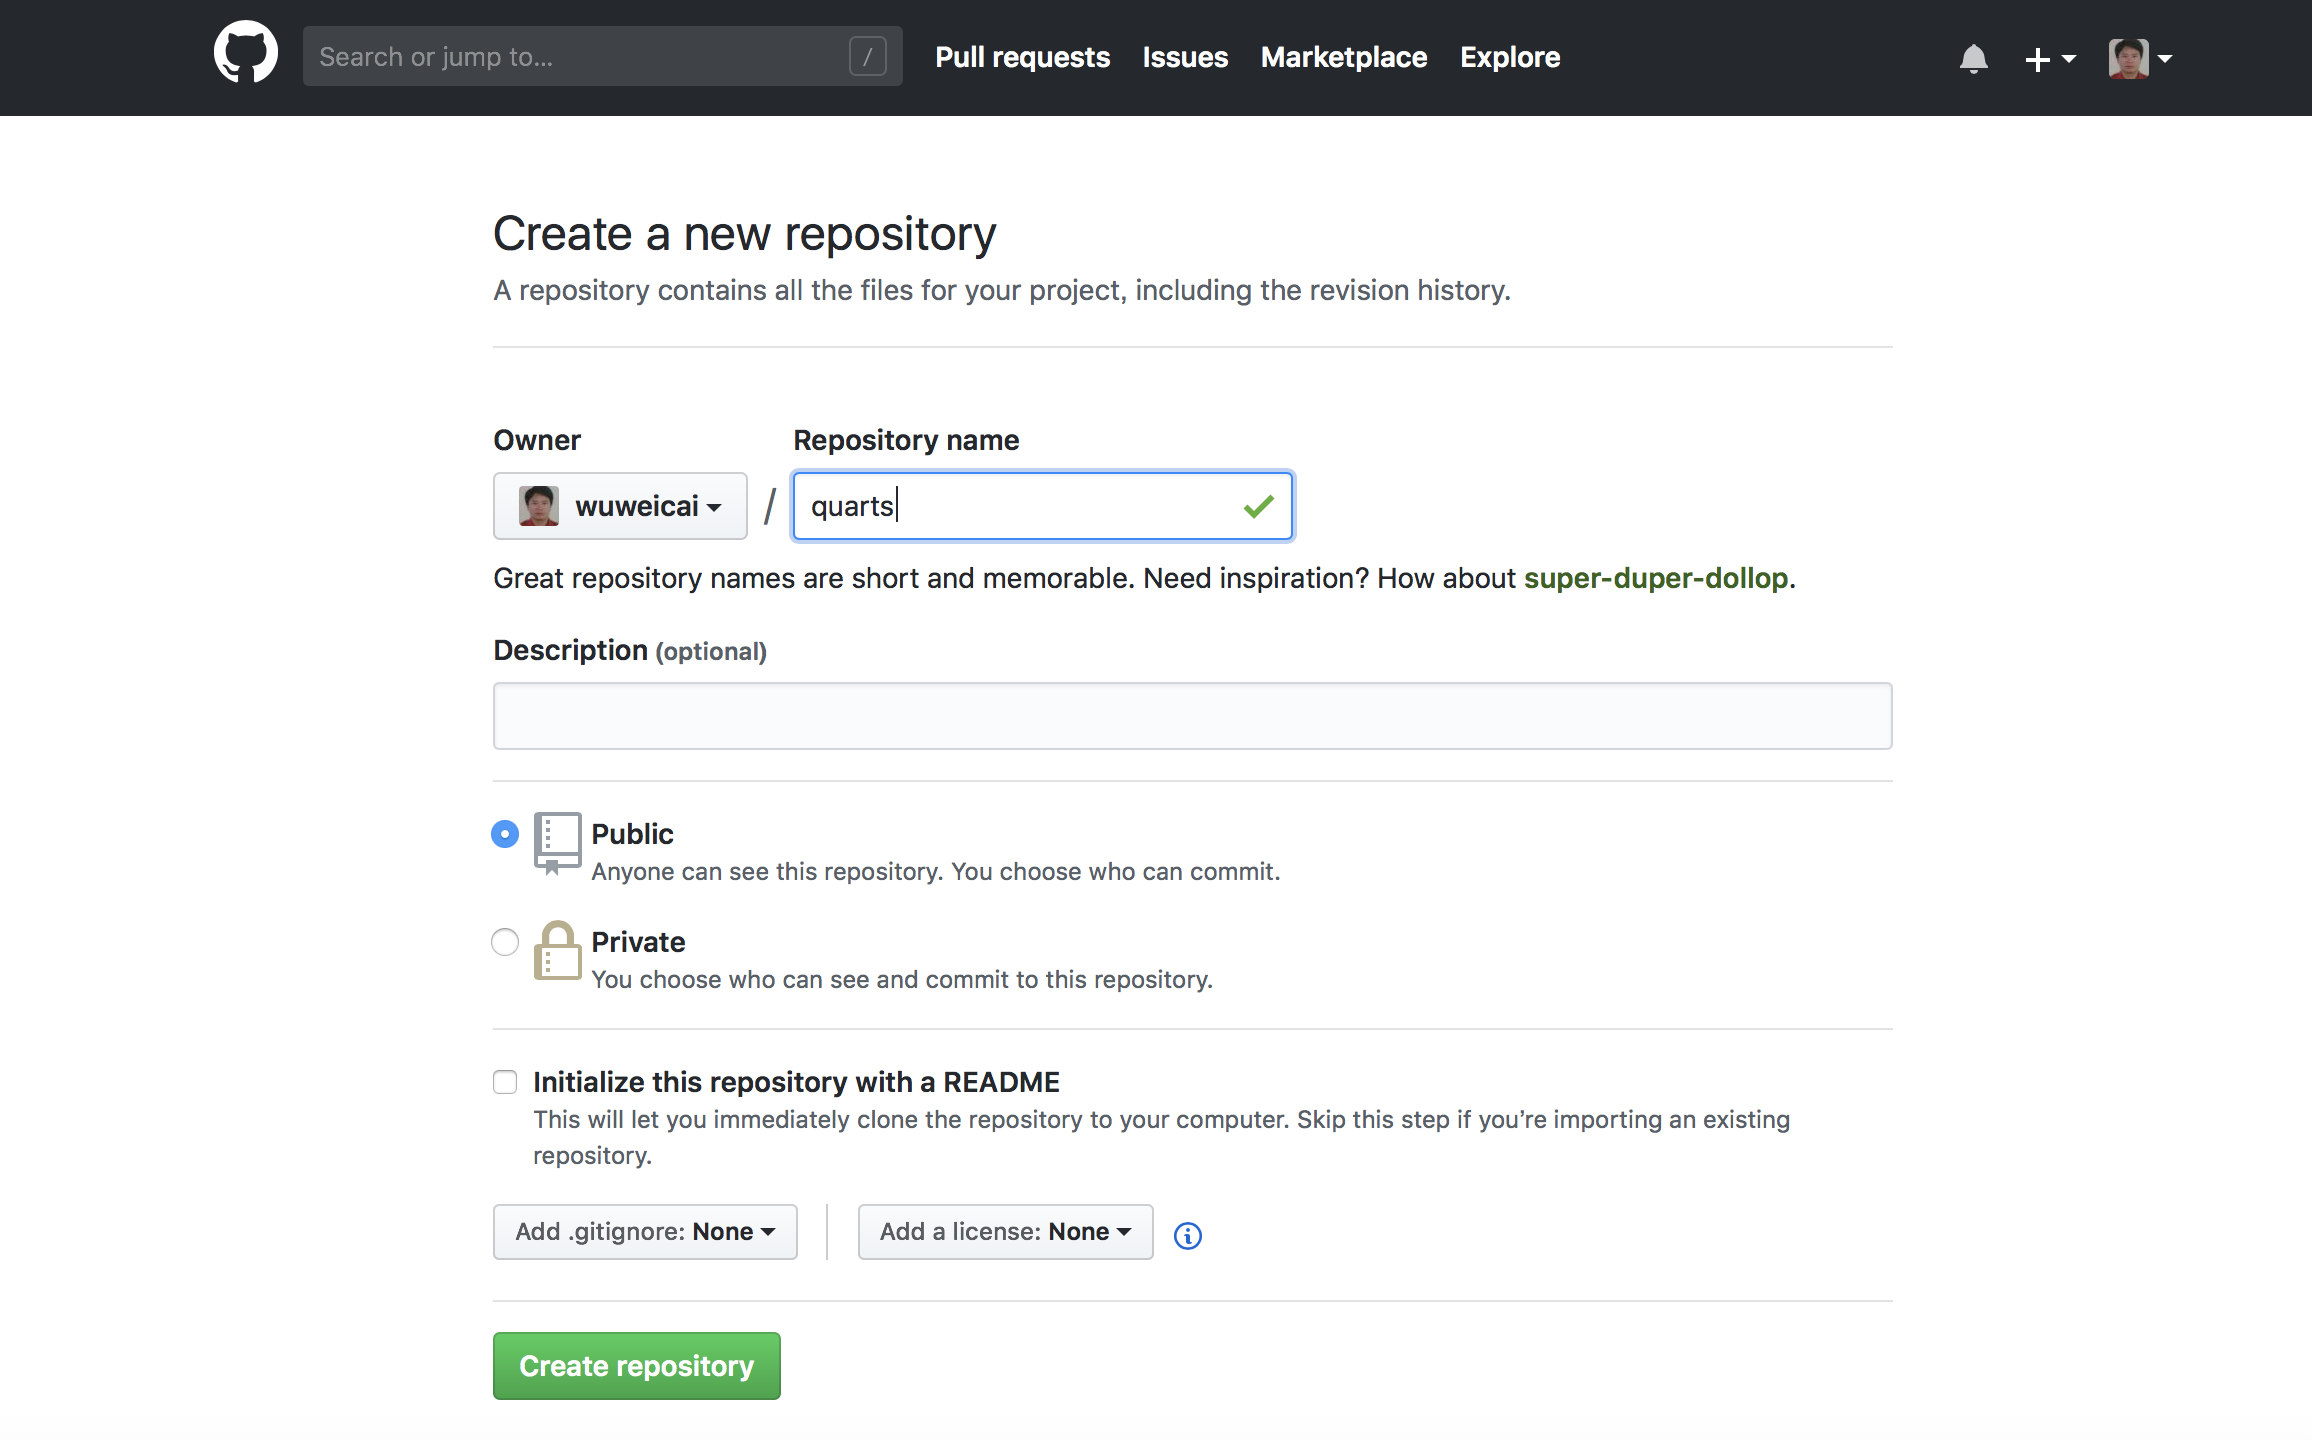 Search or jump to... /
Pull requests Issues Marketplace Explore
Create a new repository
A repository contains all the files for your project, including the revision history.
Owner Repository name
wuweicai / quarts
Great repository names are short and memorable. Need inspiration? How about super-duper-dollop.
Description (optional)
Public
Anyone can see this repository. You choose who can commit.
Private
You choose who can see and commit to this repository.
Initialize this repository with a README
This will let you immediately clone the repository to your computer. Skip this step if you’re importing an existing
repository.
Add .gitignore: None Add a license: None
Create repository